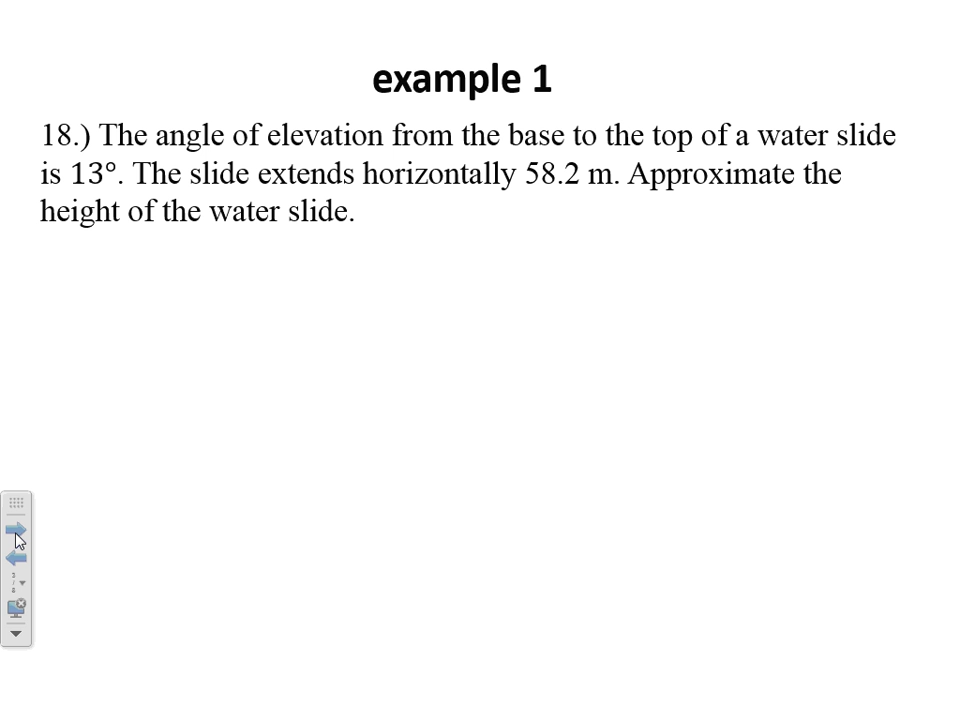 example 1
18.) The angle of elevation from the base to the top of a water slide
is 13°. The slide extends horizontally 58.2 m. Approximate the
height of the water slide.